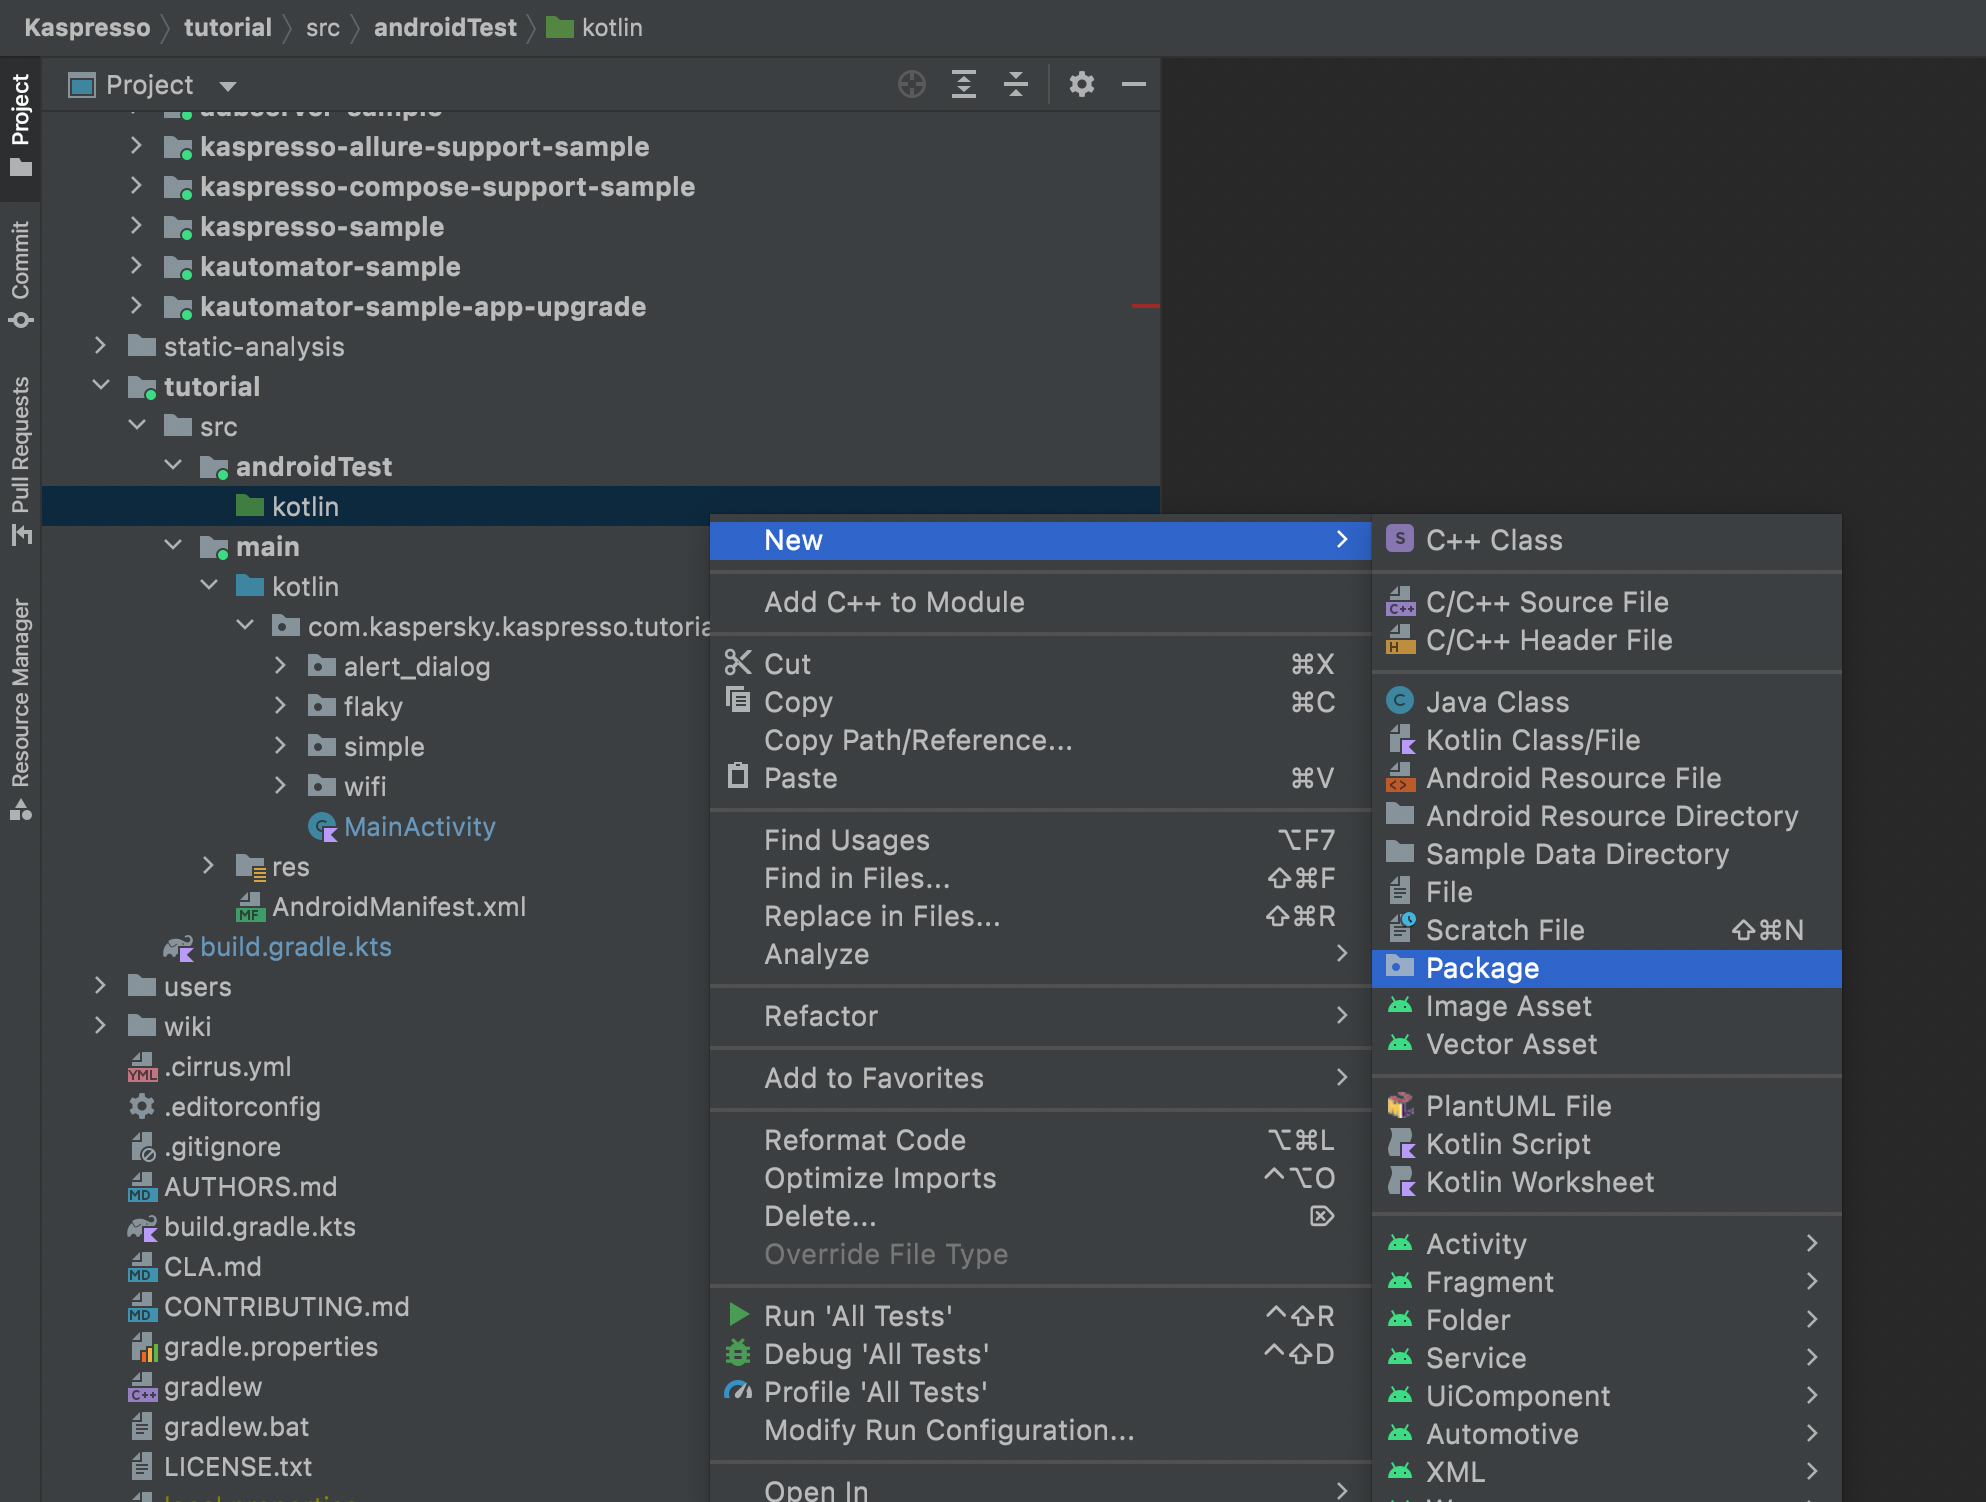 Kaspresso
tutorial
src
androidTest
kotlin
Project
Commit
Pull Requests
Resource Manager
Project
adbserver-sample
kaspresso-allure-support-sample
kaspresso-compose-support-sample
kaspresso-sample
kautomator-sample
kautomator-sample-app-upgrade
static-analysis
tutorial
src
androidTest
kotlin
main
kotlin
com.kaspersky.kaspresso.tutoria
alert_dialog
flaky
simple
wifi
MainActivity
res
AndroidManifest.xml
build.gradle.kts
users
wiki
.cirrus.yml
.editorconfig
.gitignore
AUTHORS.md
build.gradle.kts
CLA.md
CONTRIBUTING.md
gradle.properties
gradlew
gradlew.bat
LICENSE.txt
New
Add C++ to Module
Cut ⌘X
Copy ⌘C
Copy Path/Reference...
Paste ⌘V
Find Usages ⌥F7
Find in Files... ⇧⌘F
Replace in Files... ⇧⌘R
Analyze
Refactor
Add to Favorites
Reformat Code ⌥⌘L
Optimize Imports ^⌥O
Delete... ⌦
Override File Type
Run 'All Tests' ^⇧R
Debug 'All Tests' ^⇧D
Profile 'All Tests'
Modify Run Configuration...
Open In
C++ Class
C/C++ Source File
C/C++ Header File
Java Class
Kotlin Class/File
Android Resource File
Android Resource Directory
Sample Data Directory
File
Scratch File ⇧⌘N
Package
Image Asset
Vector Asset
PlantUML File
Kotlin Script
Kotlin Worksheet
Activity
Fragment
Folder
Service
UiComponent
Automotive
XML